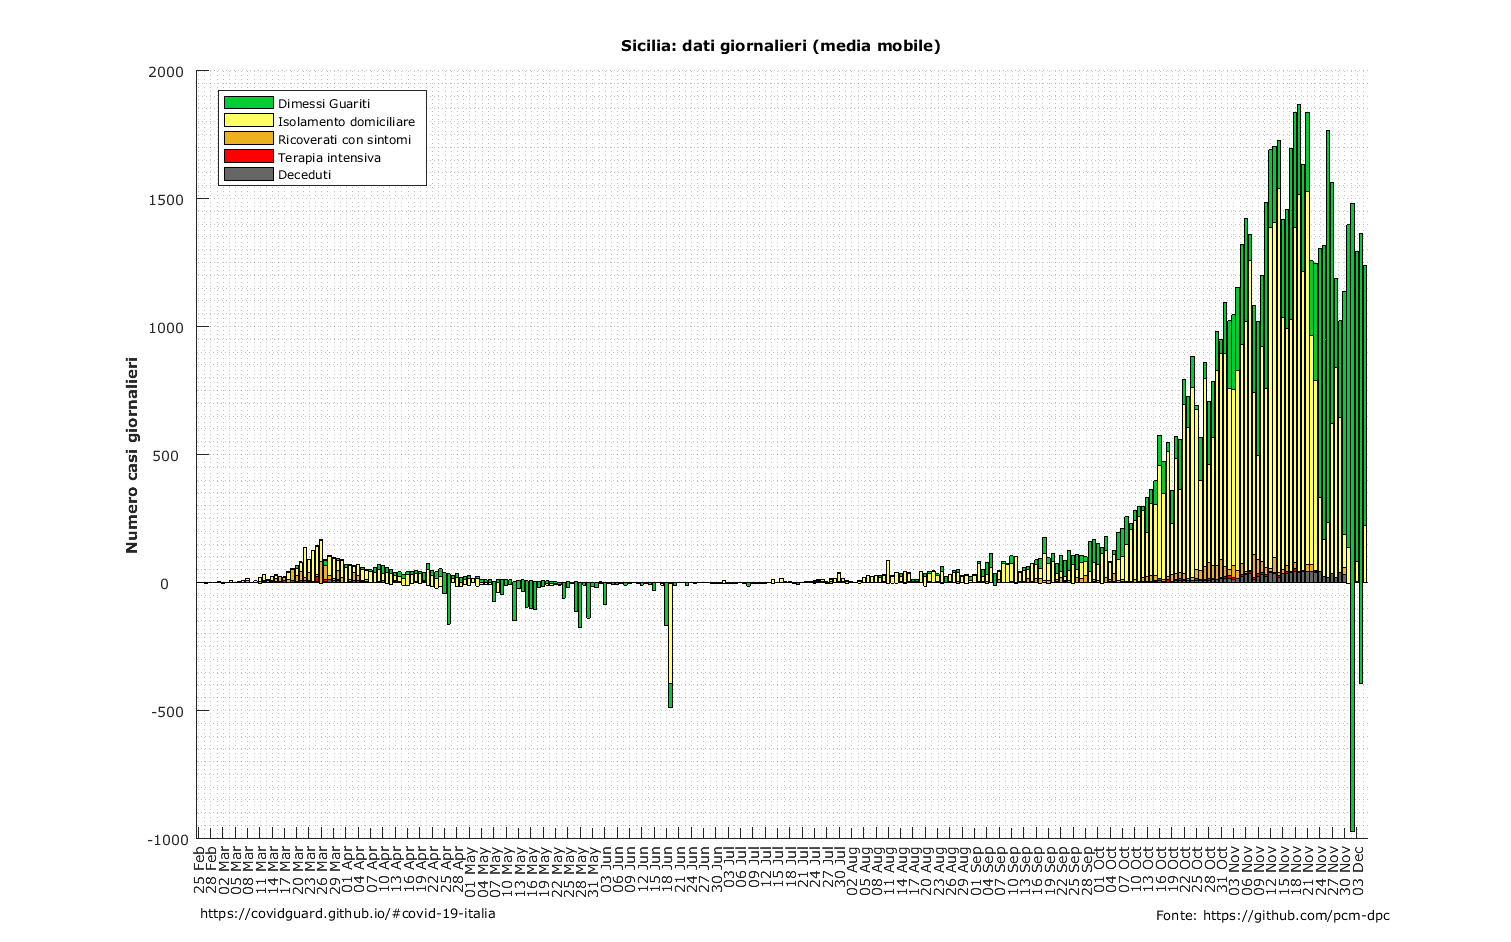 Sicilia: dati giornalieri (media mobile)
Dimessi Guariti
Isolamento domiciliare
Ricoverati con sintomi
Terapia intensiva
Deceduti
Numero casi giornalieri
2000
1500
1000
500
0
-500
-1000
25 Feb
28 Feb
02 Mar
05 Mar
08 Mar
11 Mar
14 Mar
17 Mar
20 Mar
23 Mar
26 Mar
29 Mar
01 Apr
04 Apr
07 Apr
10 Apr
13 Apr
16 Apr
19 Apr
22 Apr
25 Apr
28 Apr
01 May
04 May
07 May
10 May
13 May
16 May
19 May
22 May
25 May
28 May
31 May
03 Jun
06 Jun
09 Jun
12 Jun
15 Jun
18 Jun
21 Jun
24 Jun
27 Jun
30 Jun
03 Jul
06 Jul
09 Jul
12 Jul
15 Jul
18 Jul
21 Jul
24 Jul
27 Jul
30 Jul
02 Aug
05 Aug
08 Aug
11 Aug
14 Aug
17 Aug
20 Aug
23 Aug
26 Aug
29 Aug
01 Sep
04 Sep
07 Sep
10 Sep
13 Sep
16 Sep
19 Sep
22 Sep
25 Sep
28 Sep
01 Oct
04 Oct
07 Oct
10 Oct
13 Oct
16 Oct
19 Oct
22 Oct
25 Oct
28 Oct
31 Oct
03 Nov
06 Nov
09 Nov
12 Nov
15 Nov
18 Nov
21 Nov
24 Nov
27 Nov
30 Nov
03 Dec
https://covidguard.github.io/#covid-19-italia
Fonte: https://github.com/pcm-dpc